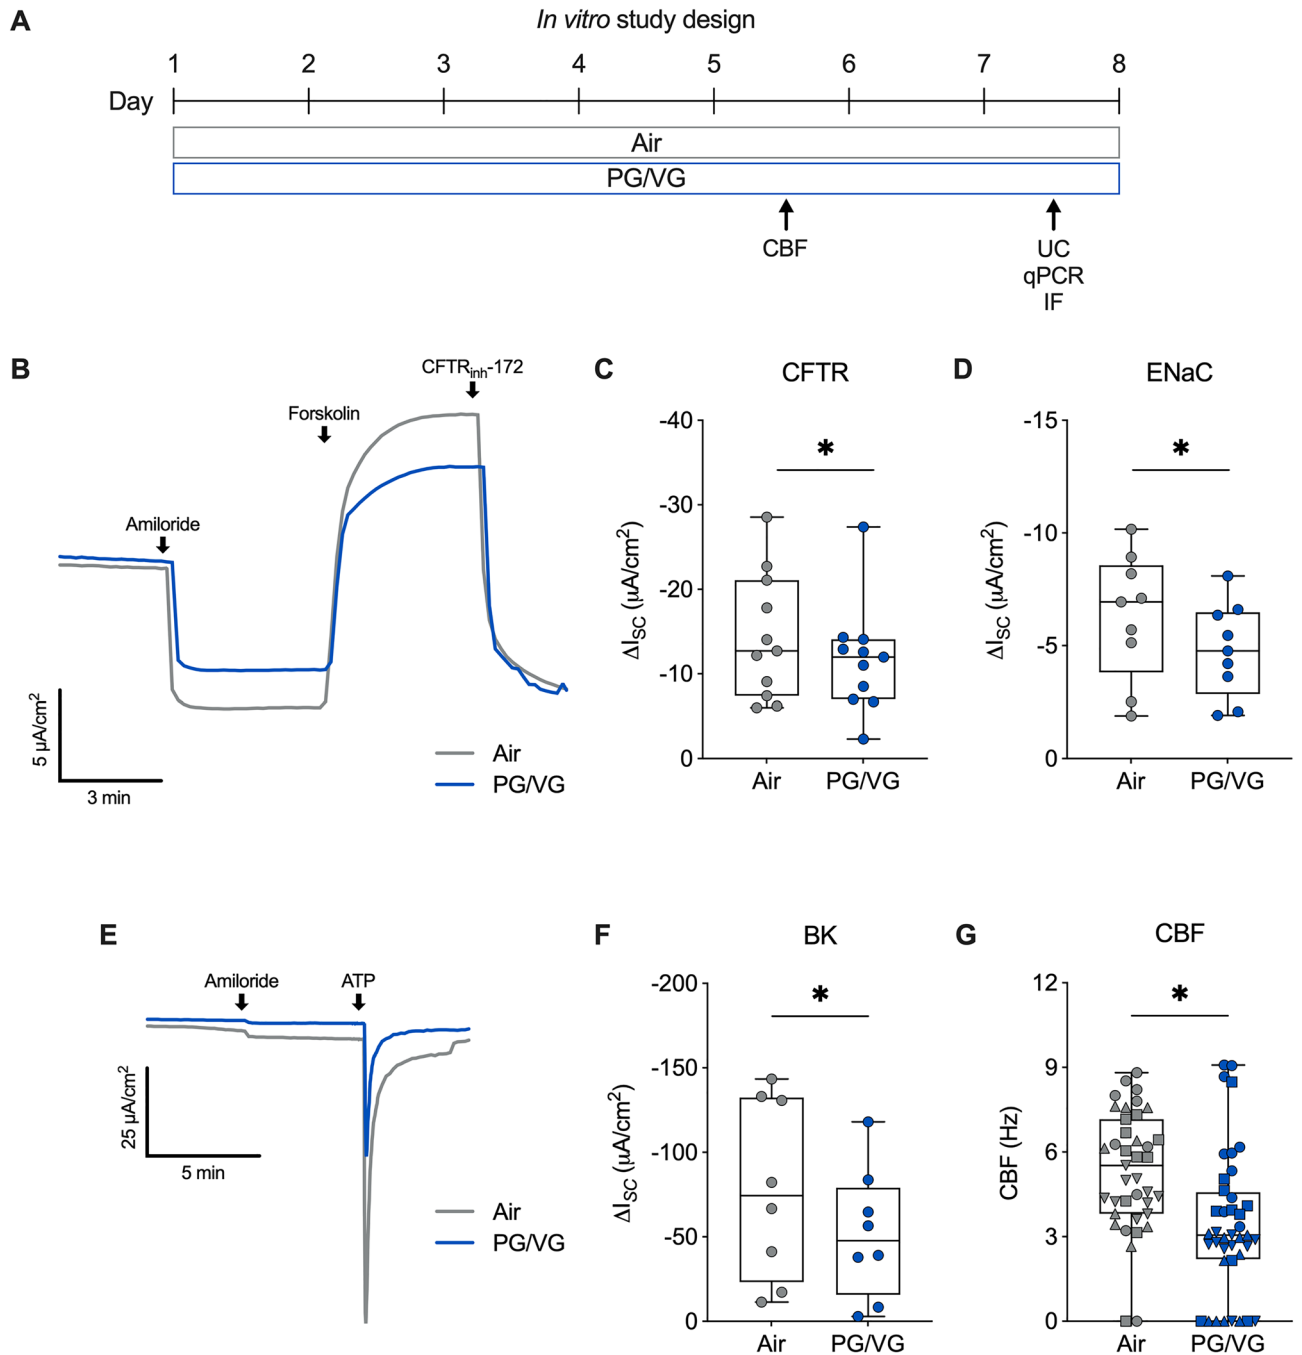 A
In vitro study design
1 2 3 4 5 6 7 8
Day
Air
PG/VG
CBF
UC
qPCR
IF
B
CFTRinh-172
Forskolin
Amiloride
5 µA/cm2
3 min
Air
PG/VG
C
CFTR
ΔISC (µA/cm2)
-40
*
-30
-20
-10
0
Air PG/VG
D
ENaC
ΔISC (µA/cm2)
-15
*
-10
-5
0
Air PG/VG
E
Amiloride ATP
25 µA/cm2
5 min
Air
PG/VG
F
BK
ΔISC (µA/cm2)
-200
*
-150
-100
-50
0
Air PG/VG
G
CBF
CBF (Hz)
12
*
9
6
3
0
Air PG/VG